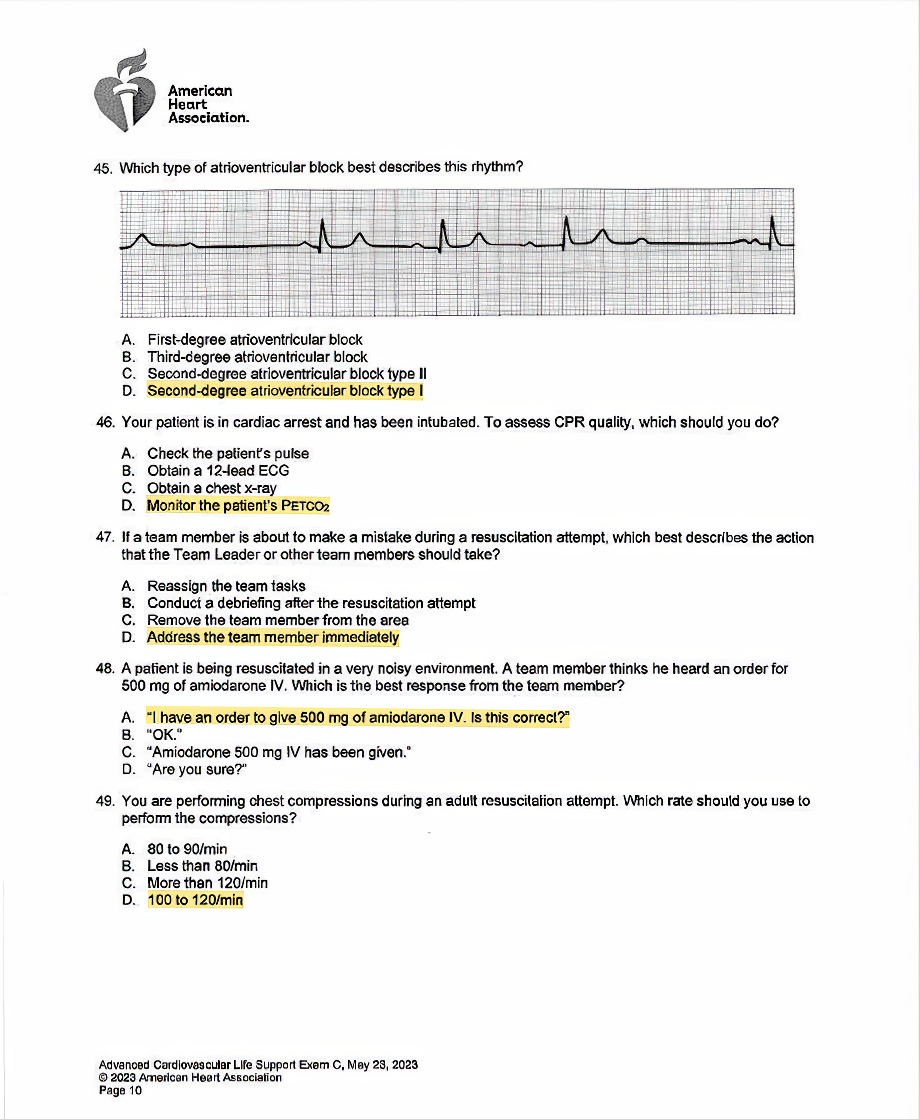 American
Heart
Association.
45. Which type of atrioventricular block best describes this rhythm?
A. First-degree atrioventricular block
B. Third-degree atrioventricular block
C. Second-degree atrioventricular block type II
D. Second-degree atrioventricular block type I
46. Your patient is in cardiac arrest and has been intubated. To assess CPR quality, which should you do?
A. Check the patient's pulse
B. Obtain a 12-lead ECG
C. Obtain a chest x-ray
D. Monitor the patient's PETCO2
47. If a team member is about to make a mistake during a resuscitation attempt, which best describes the action
that the Team Leader or other team members should take?
A. Reassign the team tasks
B. Conduct a debriefing after the resuscitation attempt
C. Remove the team member from the area
D. Address the team member immediately
48. A patient is being resuscitated in a very noisy environment. A team member thinks he heard an order for
500 mg of amiodarone IV. Which is the best response from the team member?
A. "I have an order to give 500 mg of amiodarone IV. Is this correct?"
B. "OK."
C. "Amiodarone 500 mg IV has been given."
D. "Are you sure?"
49. You are performing chest compressions during an adult resuscitation attempt. Which rate should you use to
perform the compressions?
A. 80 to 90/min
B. Less than 80/min
C. More than 120/min
D. 100 to 120/min
Advanced Cardiovascular Life Support Exam C, May 23, 2023
© 2023 American Heart Association
Page 10